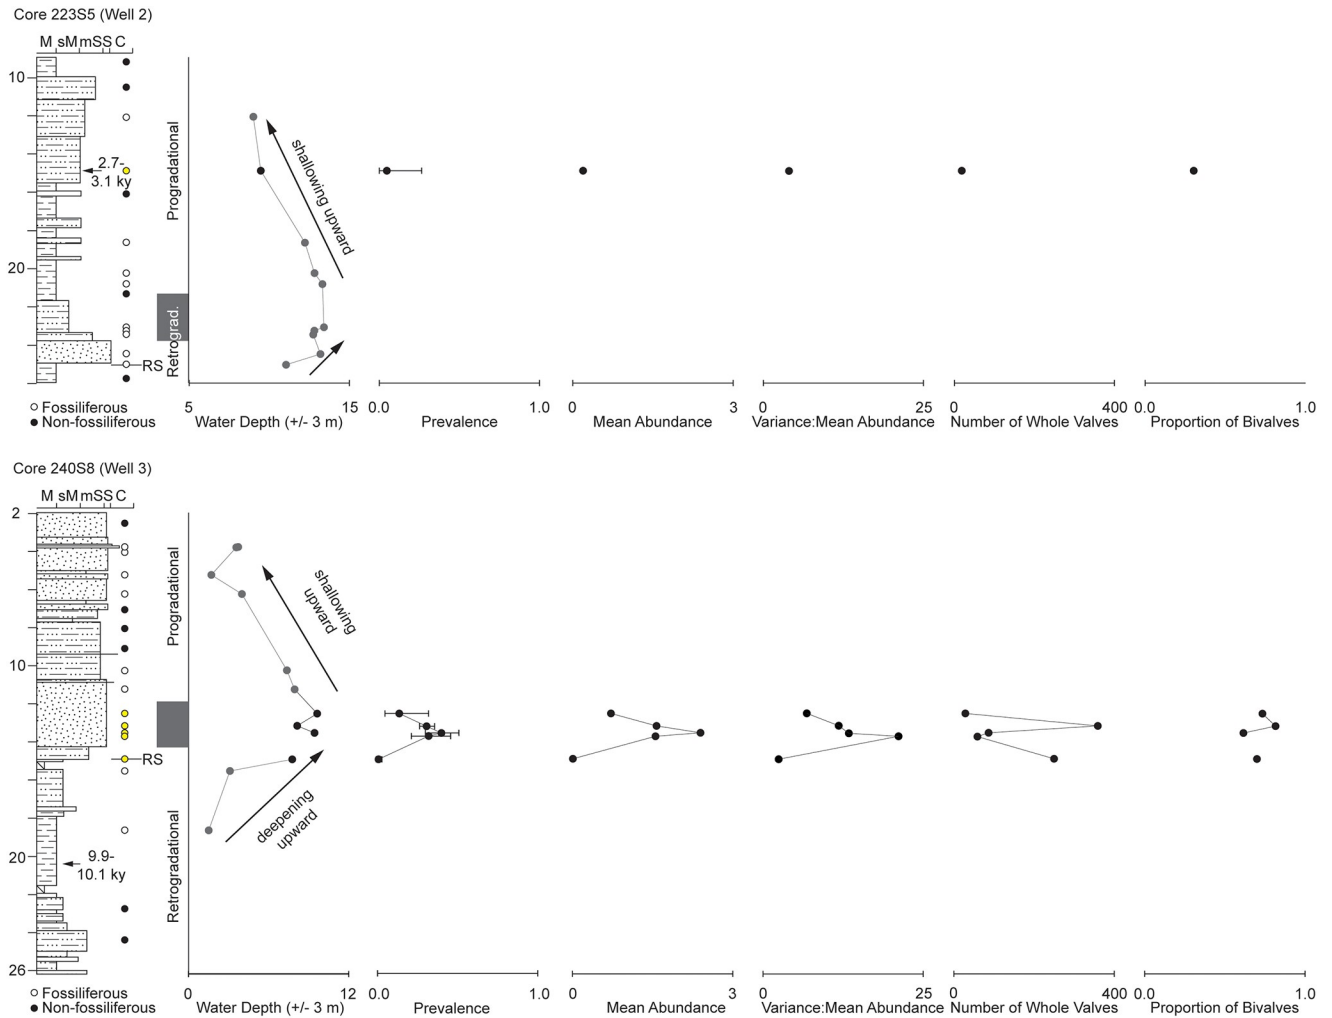 Core 223S5 (Well 2)
M sM mS S C
10
20
2.7-
3.1 ky
RS
Fossiliferous
Non-fossiliferous
Progradational
Retrograd.
shallowing upward
5 15
Water Depth (+/- 3 m)
0.0 1.0
Prevalence
0 3
Mean Abundance
0 25
Variance:Mean Abundance
0 400
Number of Whole Valves
0.0 1.0
Proportion of Bivalves
Core 240S8 (Well 3)
M sM mS S C
2
10
20
26
RS
9.9-
10.1 ky
Fossiliferous
Non-fossiliferous
Progradational
Retrogradational
shallowing
upward
deepening
upward
0 12
Water Depth (+/- 3 m)
0.0 1.0
Prevalence
0 3
Mean Abundance
0 25
Variance:Mean Abundance
0 400
Number of Whole Valves
0.0 1.0
Proportion of Bivalves